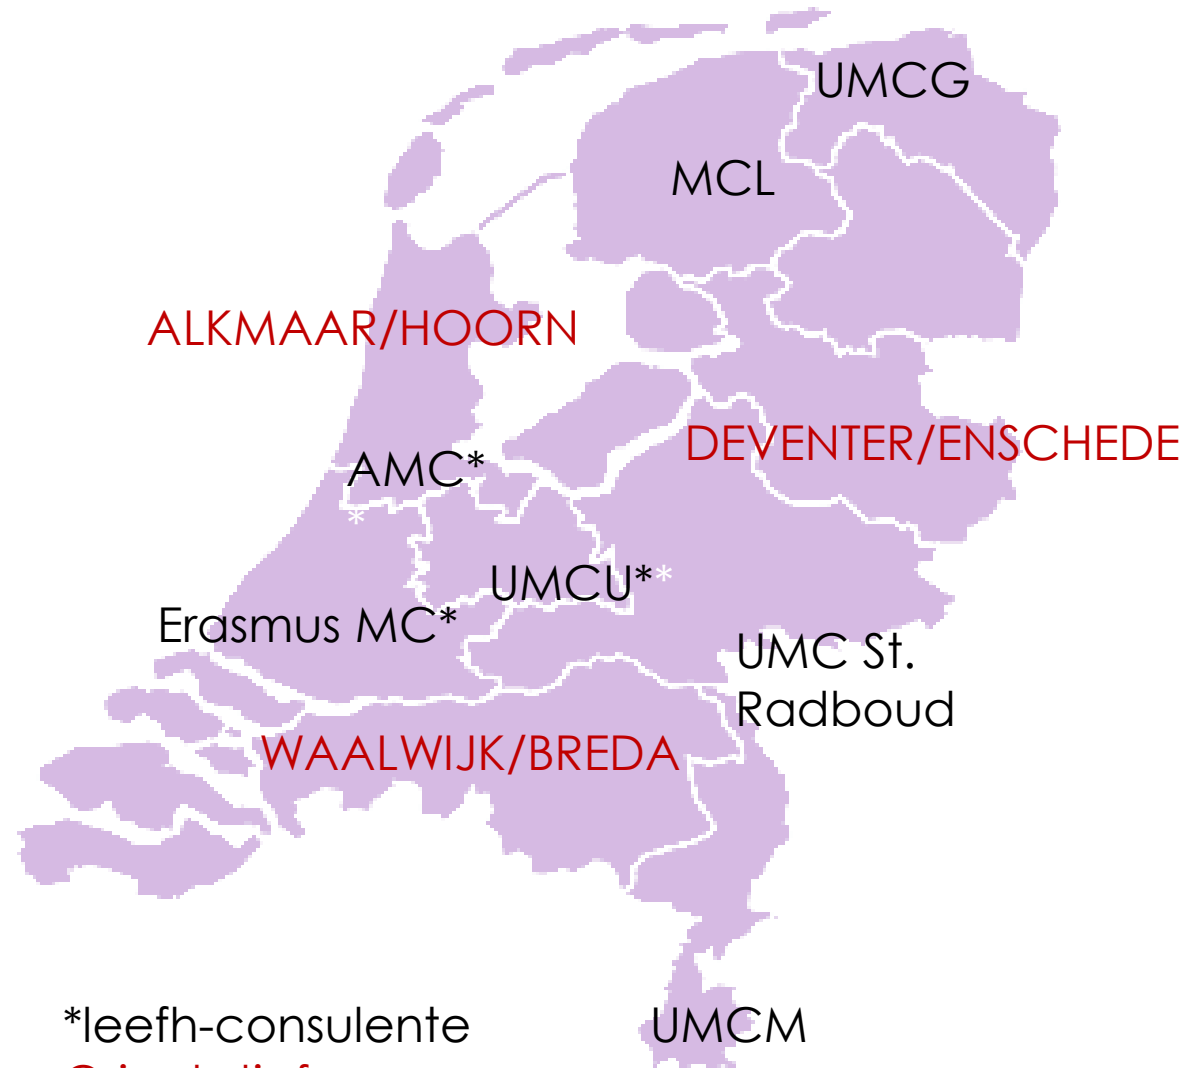 UMCG
MCL
ALKMAAR/HOORN
DEVENTER/ENSCHEDE
AMC*
*
UMCU**
Erasmus MC*
UMC St.
Radboud
WAALWIJK/BREDA
*leefh-consulente
UMCM